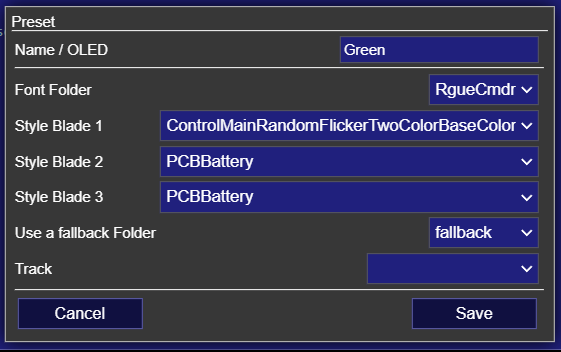 Preset
Name / OLED Green
Font Folder RgueCmdr
Style Blade 1 ControlMainRandomFlickerTwoColorBaseColor
Style Blade 2 PCBBattery
Style Blade 3 PCBBattery
Use a fallback Folder fallback
Track
Cancel Save